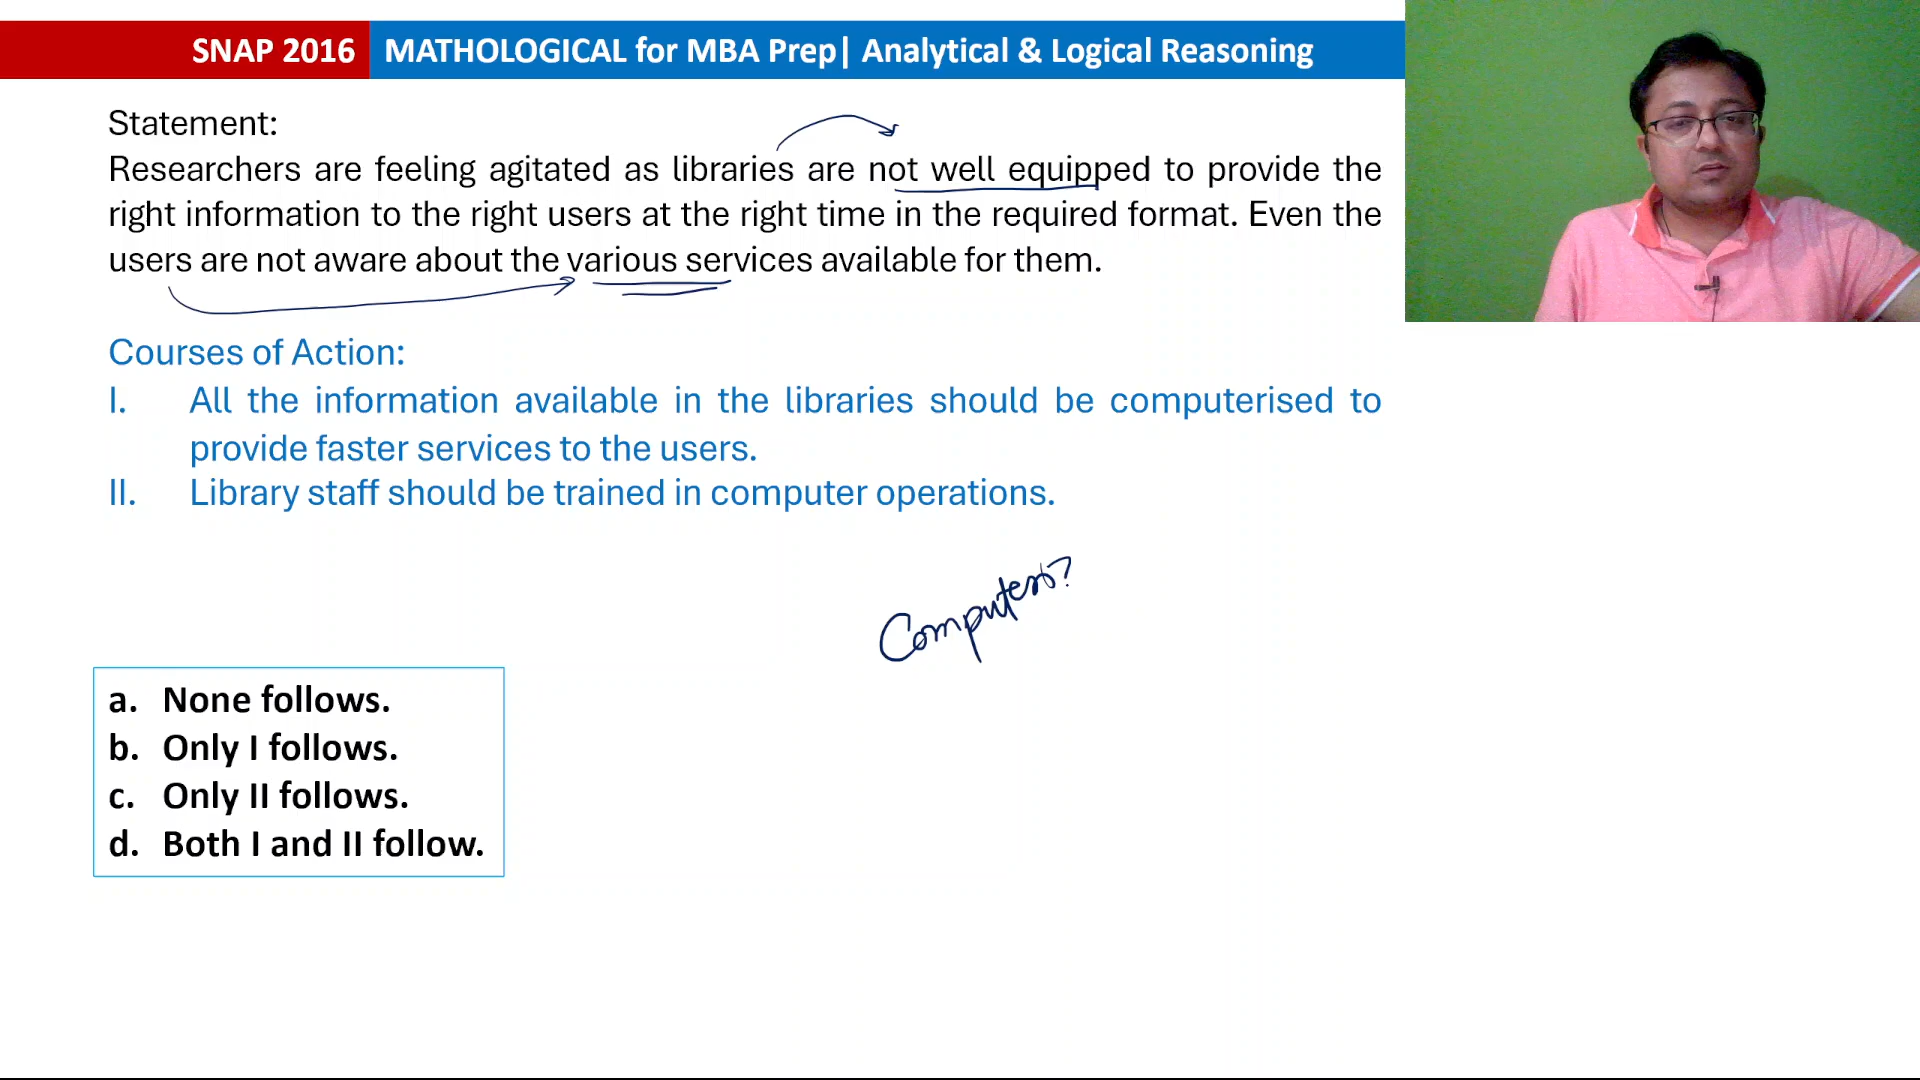 SNAP 2016 MATHOLOGICAL for MBA Prep| Analytical & Logical Reasoning
Statement:
Researchers are feeling agitated as libraries are not well equipped to provide the
right information to the right users at the right time in the required format. Even the
users are not aware about the various services available for them.
Courses of Action:
I. All the information available in the libraries should be computerised to
provide faster services to the users.
II. Library staff should be trained in computer operations.
Computers?
a. None follows.
b. Only I follows.
c. Only II follows.
d. Both I and II follow.